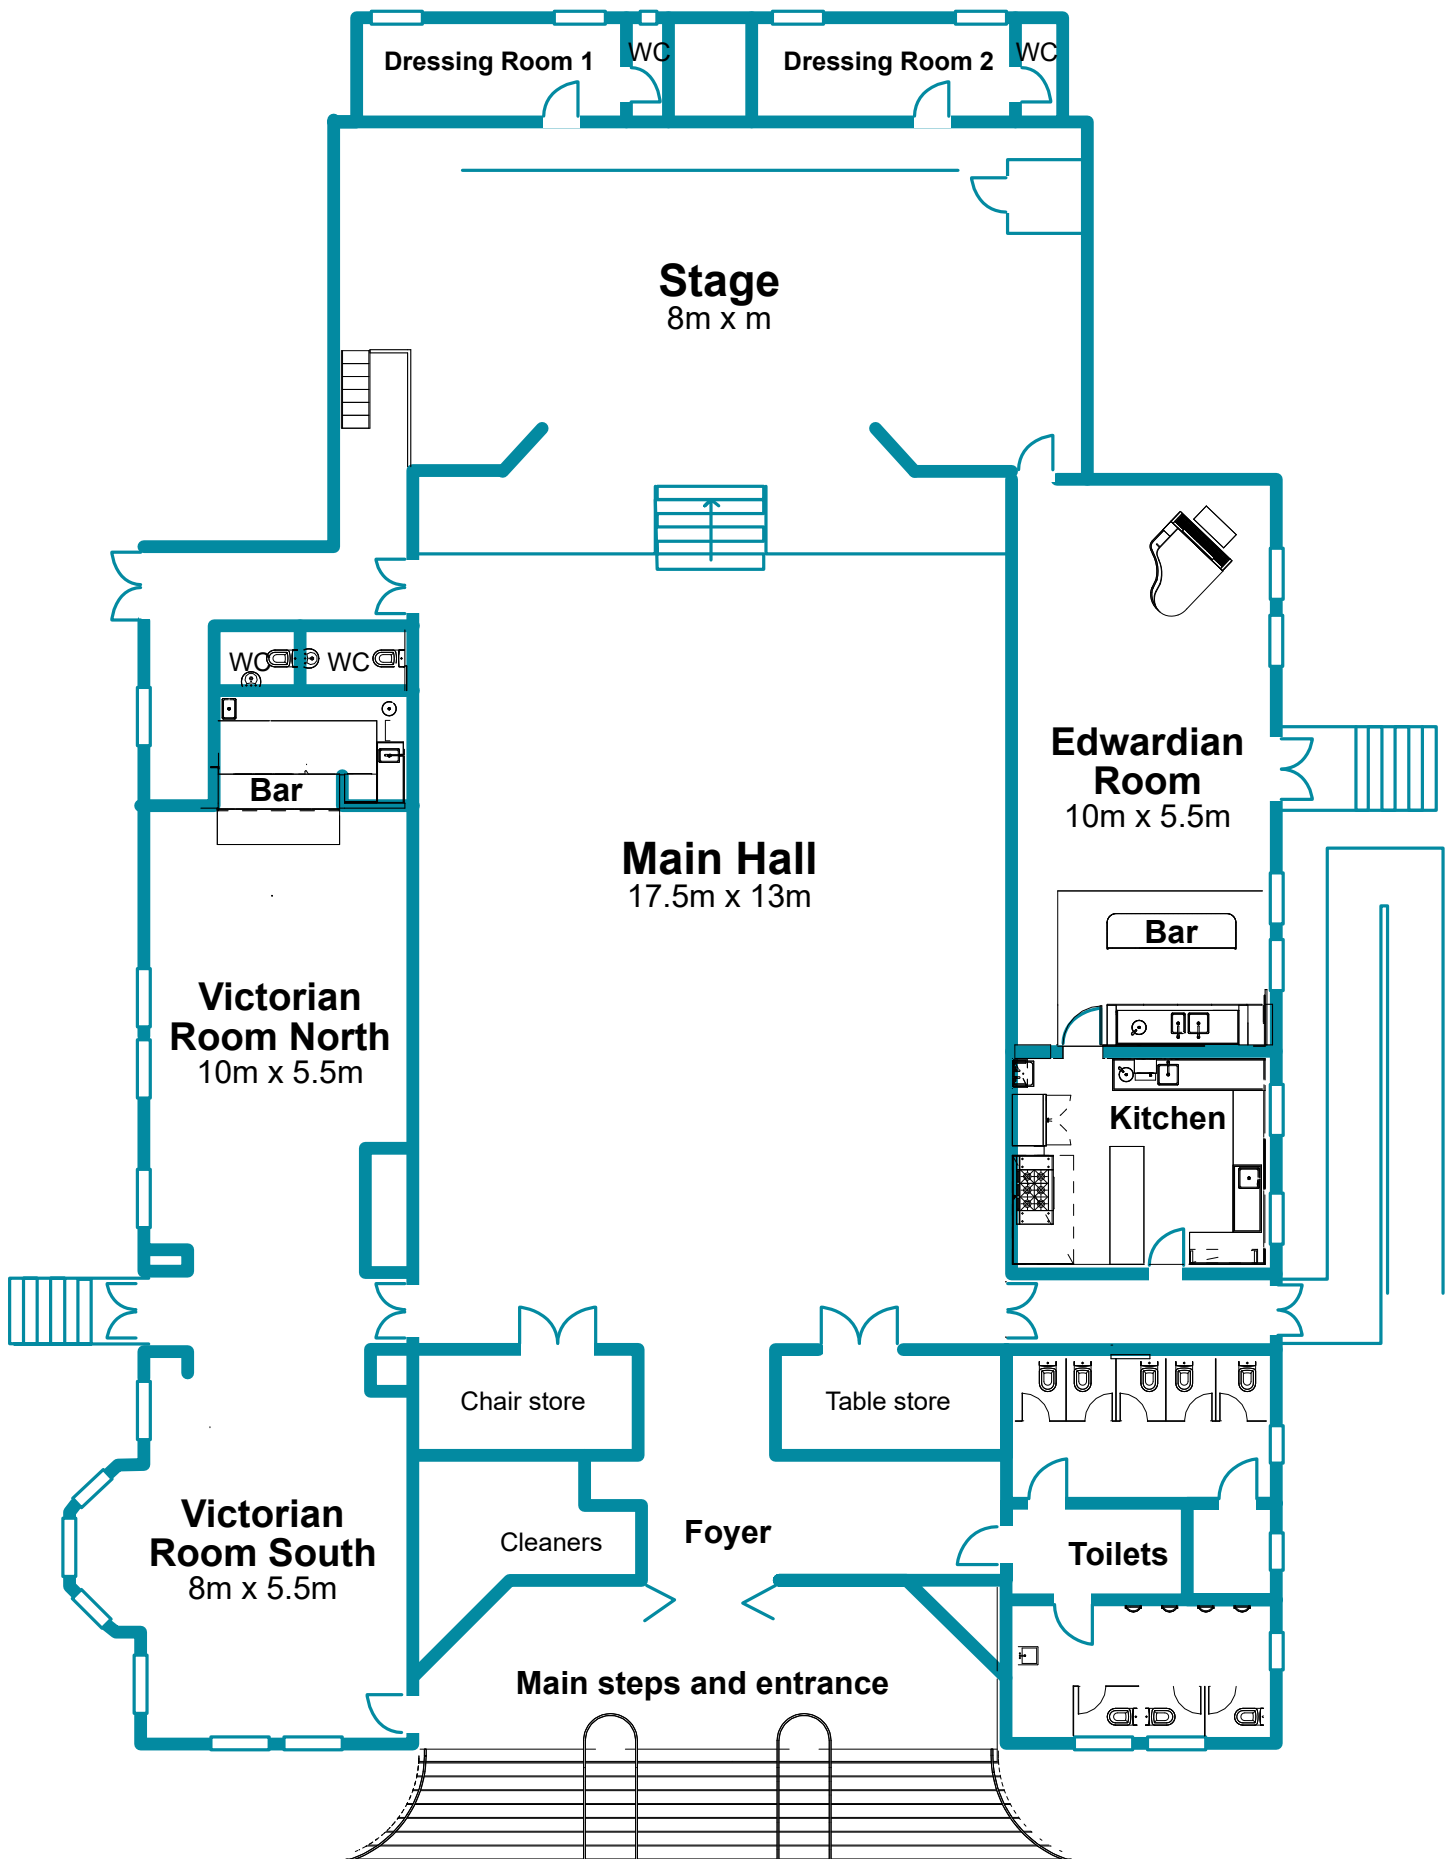 Dressing Room 1
WC
Dressing Room 2
WC
Stage
8m x m
WC
WC
Bar
Edwardian
Room
10m x 5.5m
Main Hall
17.5m x 13m
Bar
Victorian
Room North
10m x 5.5m
Kitchen
Chair store
Table store
Victorian
Room South
8m x 5.5m
Cleaners
Foyer
Toilets
Main steps and entrance